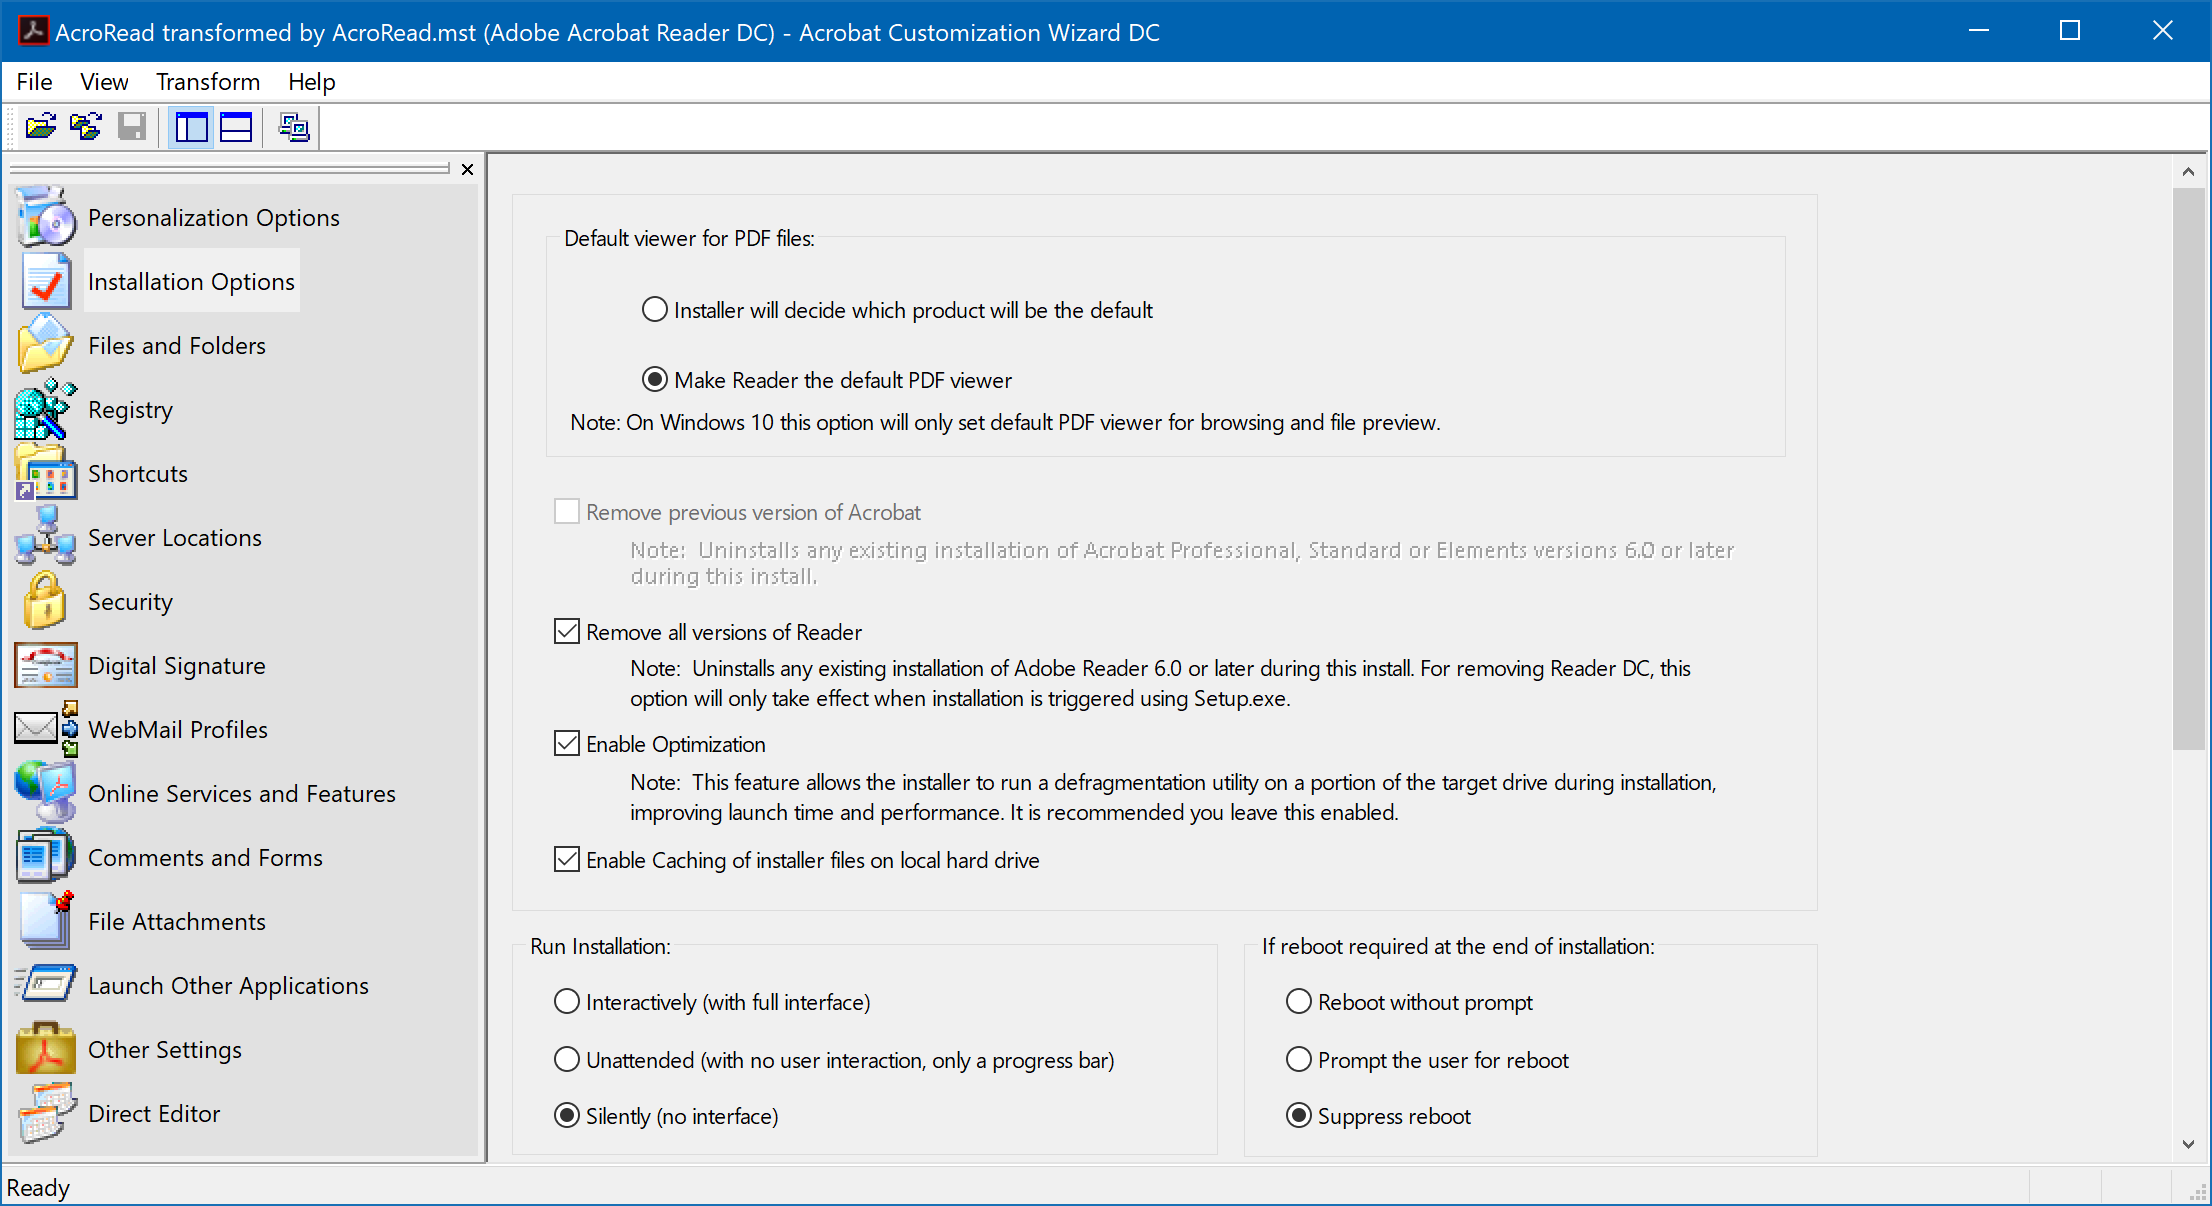 AcroRead transformed by AcroRead.mst (Adobe Acrobat Reader DC) - Acrobat Customization Wizard DC
File View Transform Help
Personalization Options
Installation Options
Files and Folders
Registry
Shortcuts
Server Locations
Security
Digital Signature
WebMail Profiles
Online Services and Features
Comments and Forms
File Attachments
Launch Other Applications
Other Settings
Direct Editor
Default viewer for PDF files:
Installer will decide which product will be the default
Make Reader the default PDF viewer
Note: On Windows 10 this option will only set default PDF viewer for browsing and file preview.
Remove previous version of Acrobat
Note: Uninstalls any existing installation of Acrobat Professional, Standard or Elements versions 6.0 or later
during this install.
Remove all versions of Reader
Note: Uninstalls any existing installation of Adobe Reader 6.0 or later during this install. For removing Reader DC, this
option will only take effect when installation is triggered using Setup.exe.
Enable Optimization
Note: This feature allows the installer to run a defragmentation utility on a portion of the target drive during installation,
improving launch time and performance. It is recommended you leave this enabled.
Enable Caching of installer files on local hard drive
Run Installation:
Interactively (with full interface)
Unattended (with no user interaction, only a progress bar)
Silently (no interface)
If reboot required at the end of installation:
Reboot without prompt
Prompt the user for reboot
Suppress reboot
Ready